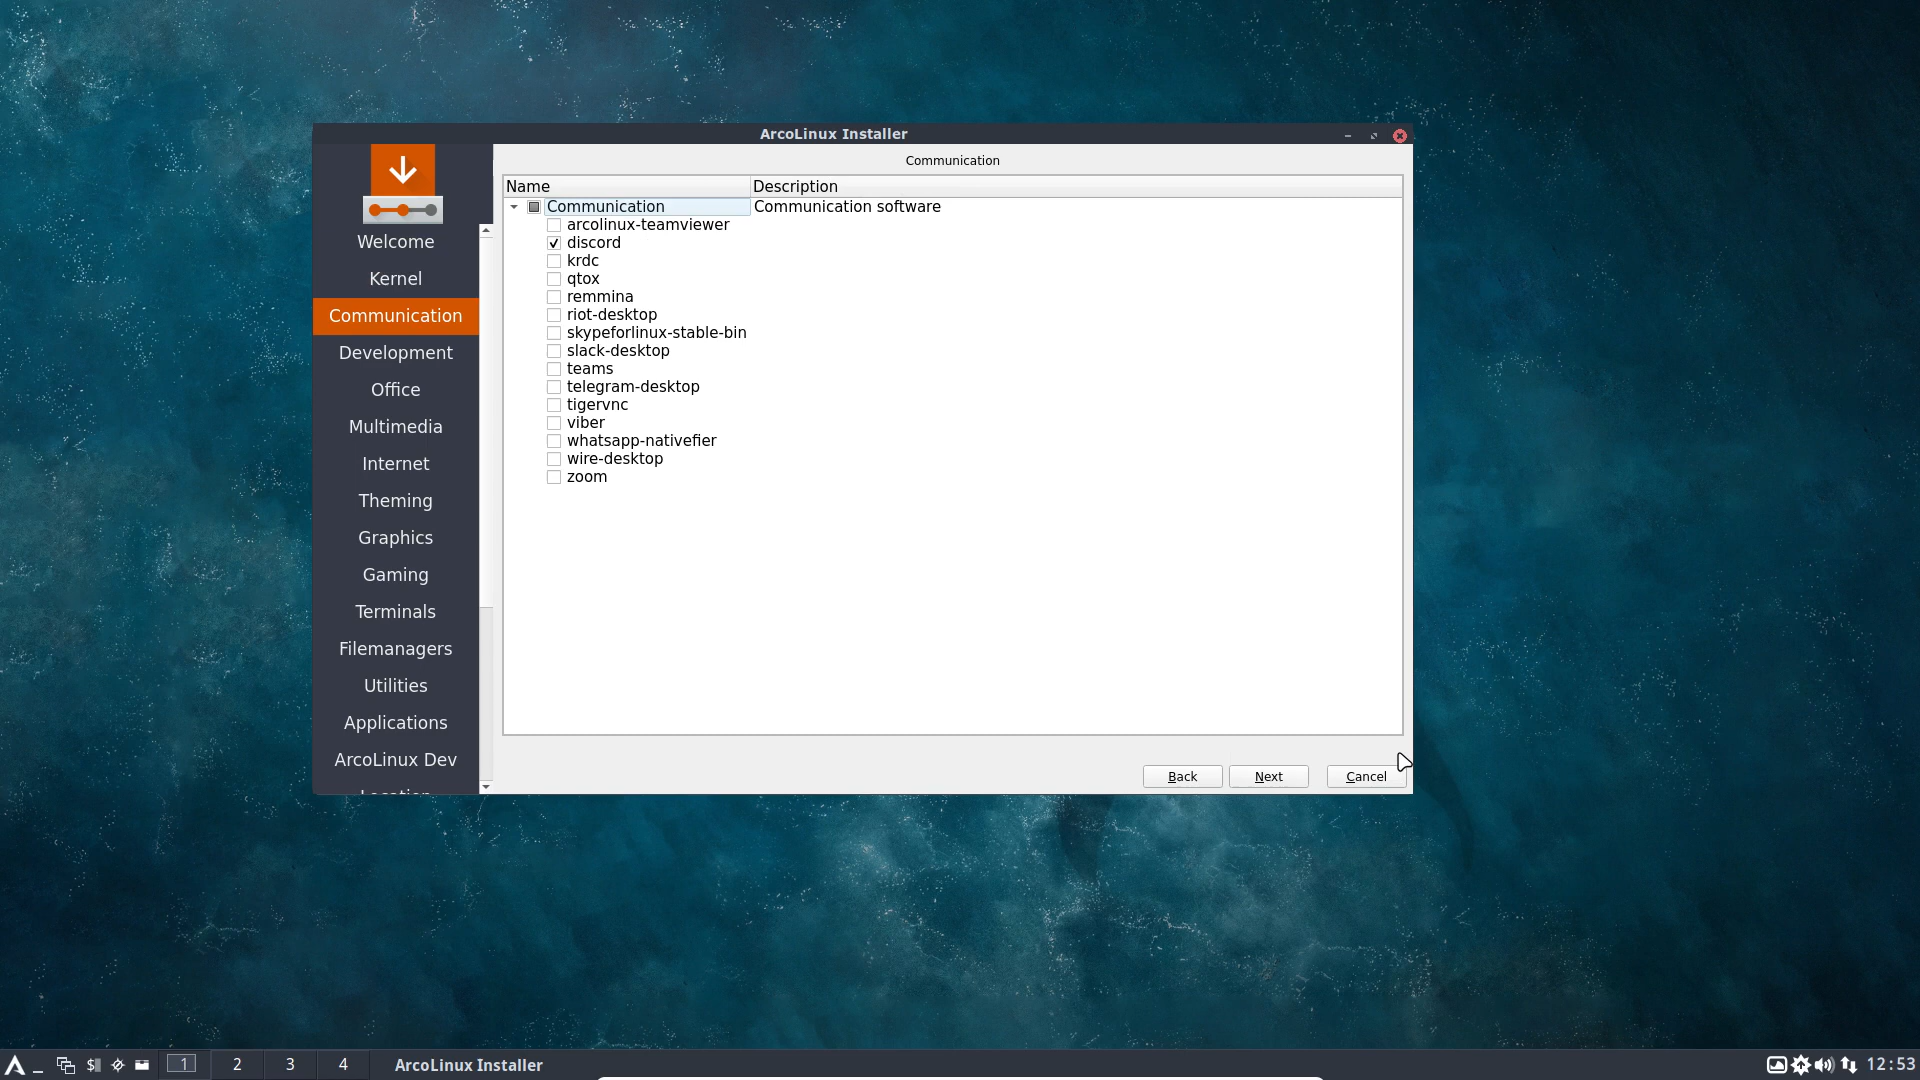 ArcoLinux Installer
Communication
Name Description
Communication Communication software
arcolinux-teamviewer
discord
krdc
qtox
remmina
riot-desktop
skypeforlinux-stable-bin
slack-desktop
teams
telegram-desktop
tigervnc
viber
whatsapp-nativefier
wire-desktop
zoom
Welcome
Kernel
Communication
Development
Office
Multimedia
Internet
Theming
Graphics
Gaming
Terminals
Filemanagers
Utilities
Applications
ArcoLinux Dev
Location
Back Next Cancel
1 2 3 4 ArcoLinux Installer 12:53